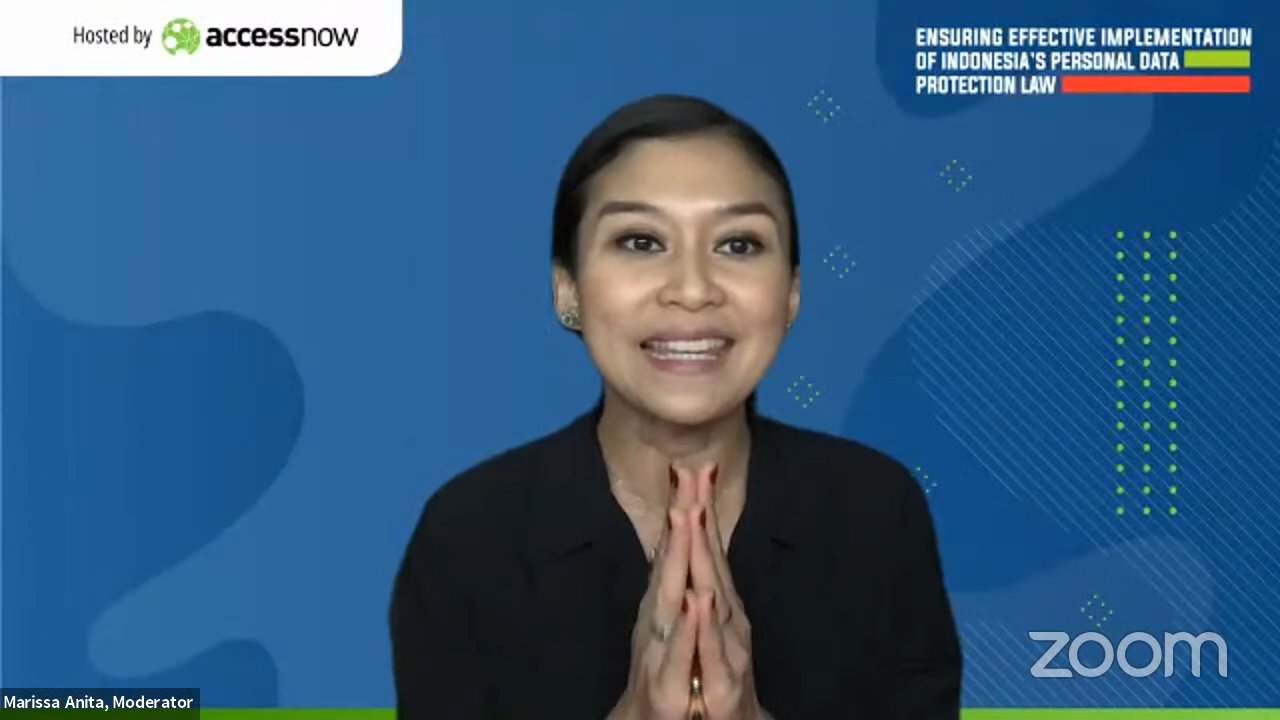 Hosted by accessnow
ENSURING EFFECTIVE IMPLEMENTATION
OF INDONESIA'S PERSONAL DATA
PROTECTION LAW
zoom
Marissa Anita, Moderator